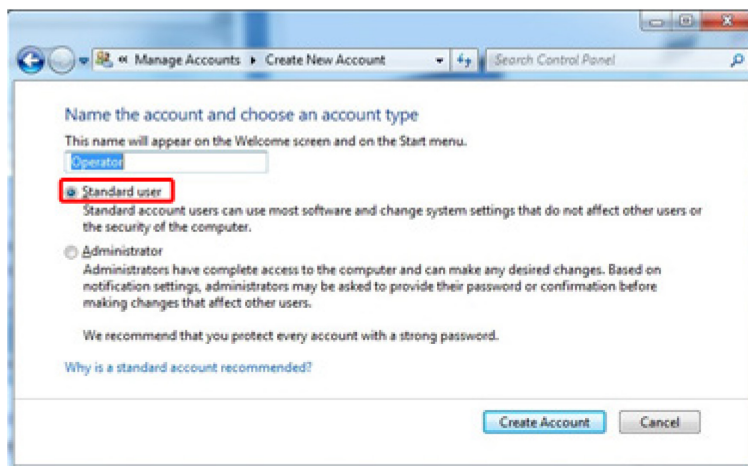 « Manage Accounts ▸ Create New Account
Search Control Panel
Name the account and choose an account type
This name will appear on the Welcome screen and on the Start menu.
Operator
Standard user
Standard account users can use most software and change system settings that do not affect other users or
the security of the computer.
Administrator
Administrators have complete access to the computer and can make any desired changes. Based on
notification settings, administrators may be asked to provide their password or confirmation before
making changes that affect other users.
We recommend that you protect every account with a strong password.
Why is a standard account recommended?
Create Account
Cancel